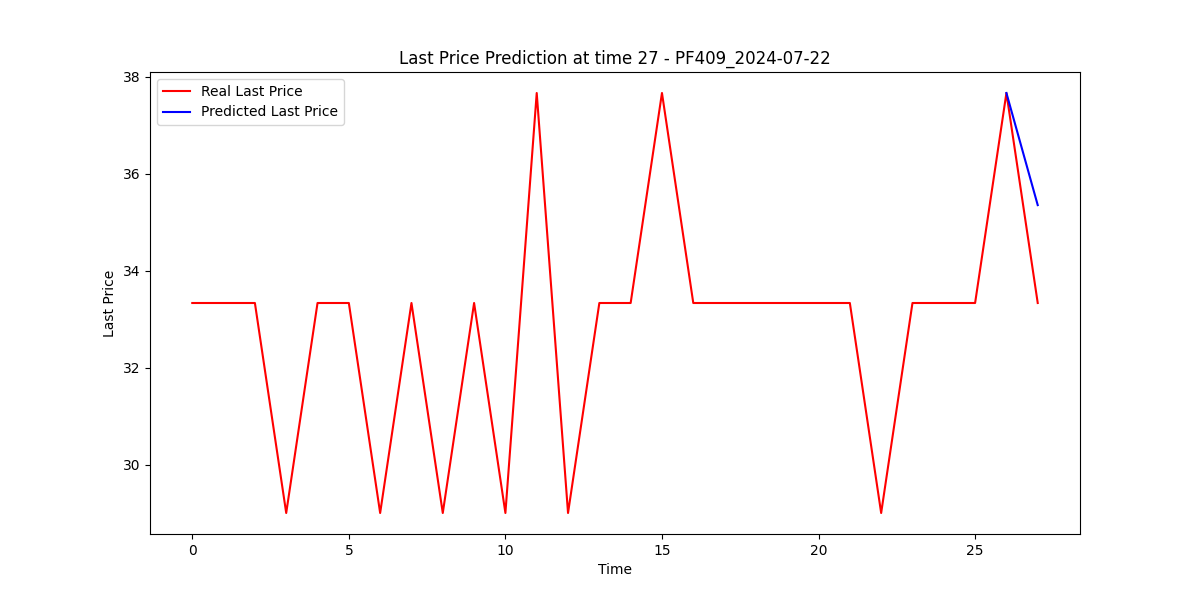 Last Price Prediction at time 27 - PF409_2024-07-22
Real Last Price
Predicted Last Price
Last Price
38
36
34
32
30
0 5 10 15 20 25
Time